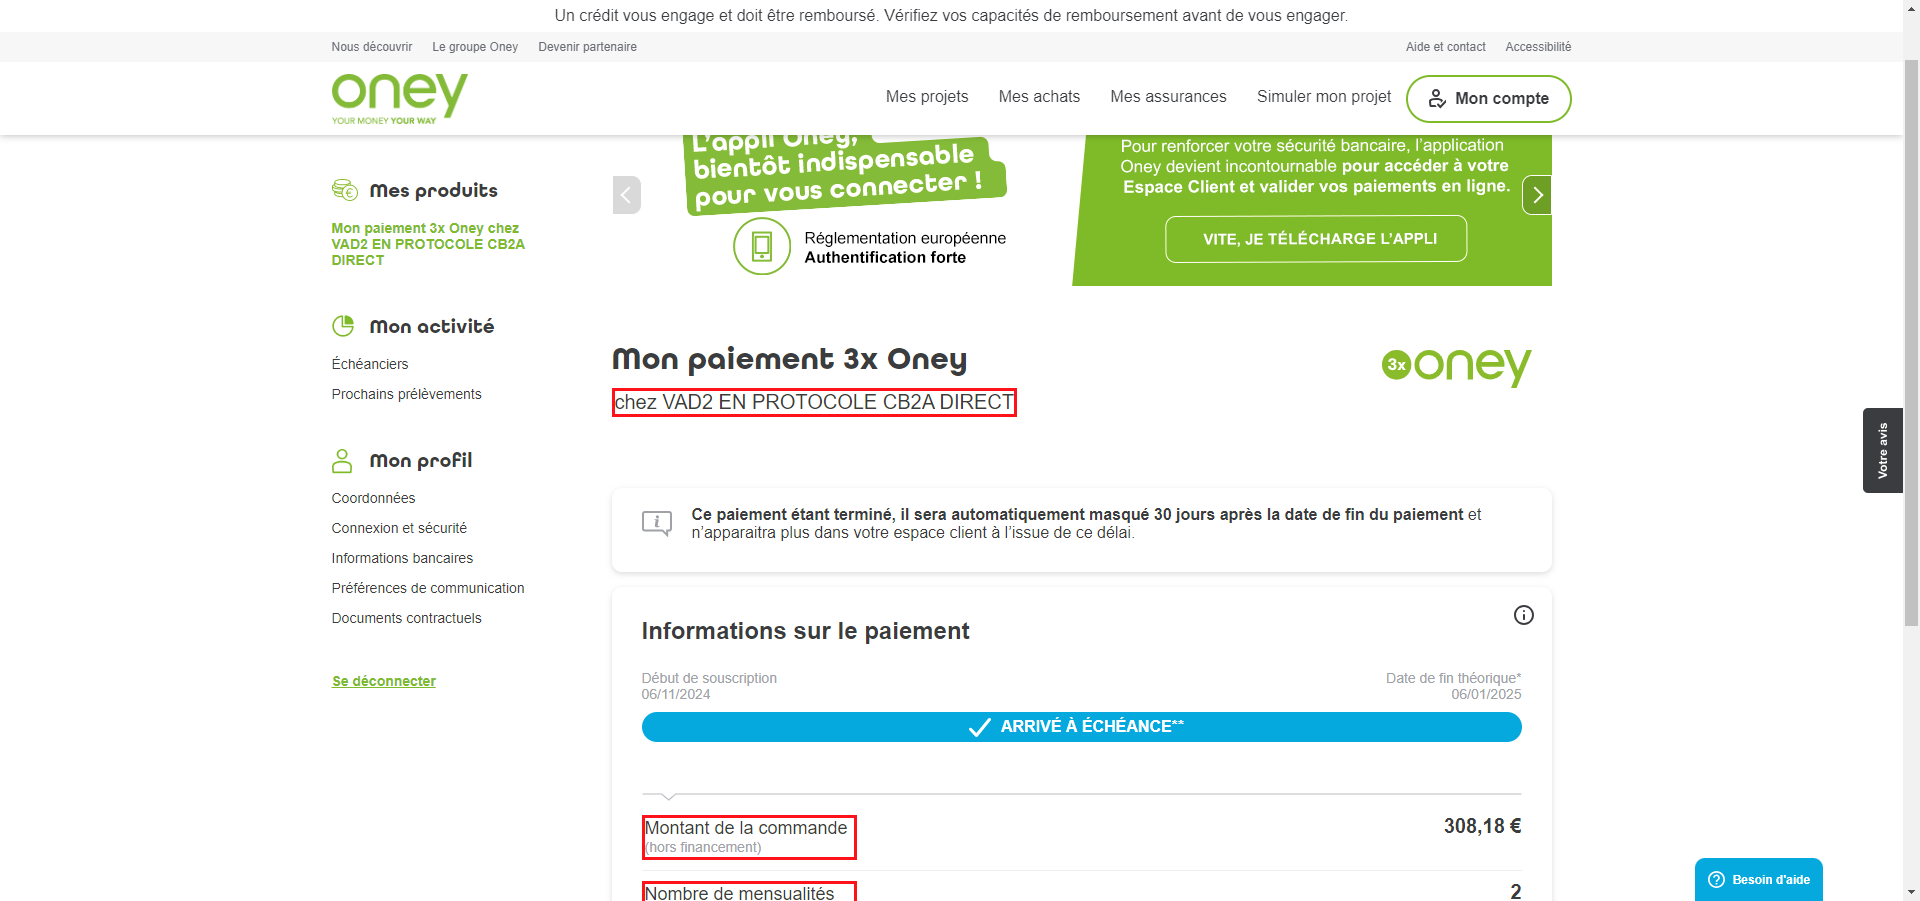 Un crédit vous engage et doit être remboursé. Vérifiez vos capacités de remboursement avant de vous engager.
Nous découvrir Le groupe Oney Devenir partenaire Aide et contact Accessibilité
oney
YOUR MONEY YOUR WAY
Mes projets Mes achats Mes assurances Simuler mon projet Mon compte
L'appli Oney,
bientôt indispensable
pour vous connecter !
Réglementation européenne
Authentification forte
Pour renforcer votre sécurité bancaire, l'application
Oney devient incontournable pour accéder à votre
Espace Client et valider vos paiements en ligne.
VITE, JE TÉLÉCHARGE L'APPLI
Mes produits
Mon paiement 3x Oney chez
VAD2 EN PROTOCOLE CB2A
DIRECT
Mon activité
Échéanciers
Prochains prélèvements
Mon profil
Coordonnées
Connexion et sécurité
Informations bancaires
Préférences de communication
Documents contractuels
Se déconnecter
Mon paiement 3x Oney
3x oney
chez VAD2 EN PROTOCOLE CB2A DIRECT
Ce paiement étant terminé, il sera automatiquement masqué 30 jours après la date de fin du paiement et
n’apparaitra plus dans votre espace client à l’issue de ce délai.
Informations sur le paiement
Début de souscription Date de fin théorique*
06/11/2024 06/01/2025
ARRIVÉ À ÉCHÉANCE**
Montant de la commande 308,18 €
(hors financement)
Nombre de mensualités 2
Votre avis
Besoin d'aide